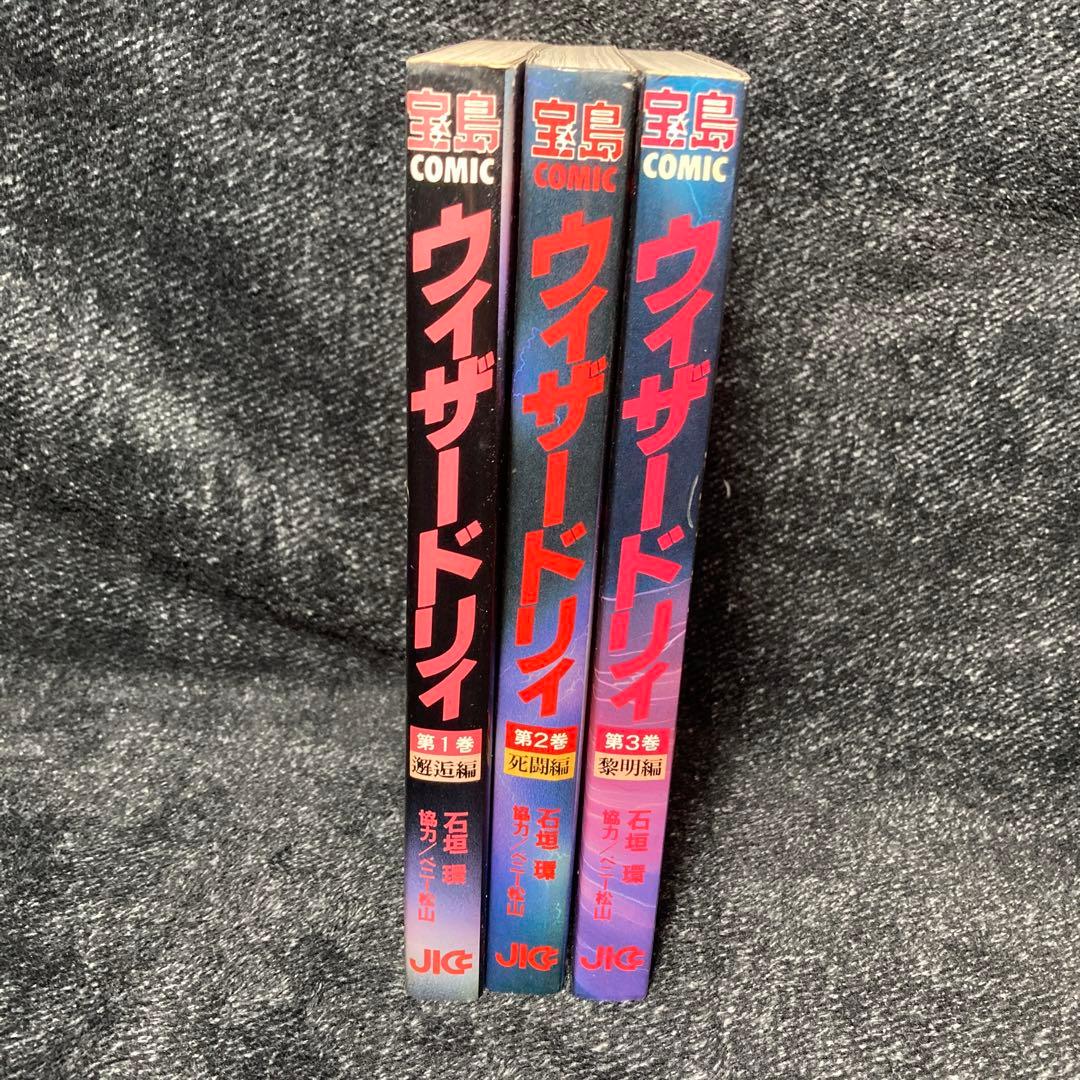 宝島
COMIC
ウィザードリィ
第1巻
邂逅編
石垣 環
協力／ベニー松山
JICC
宝島
COMIC
ウィザードリィ
第2巻
死闘編
石垣 環
協力／ベニー松山
JICC
宝島
COMIC
ウィザードリィ
第3巻
黎明編
石垣 環
協力／ベニー松山
JICC